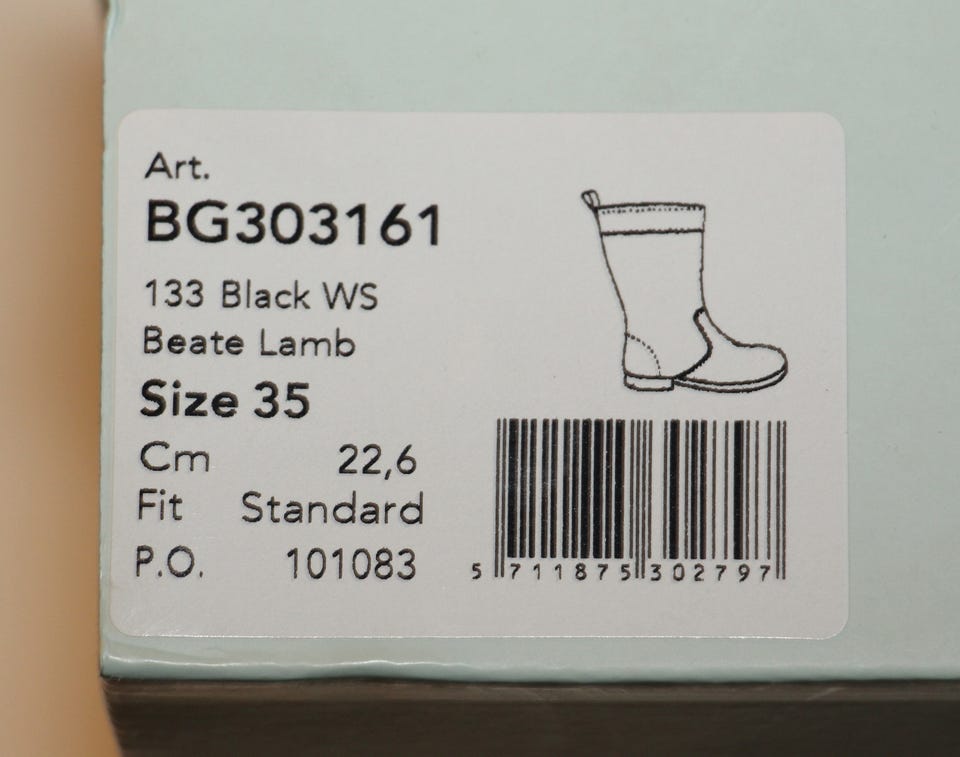 Art.
BG303161
133 Black WS
Beate Lamb
Size 35
Cm 22,6
Fit Standard
P.O. 101083
5 711875 302797